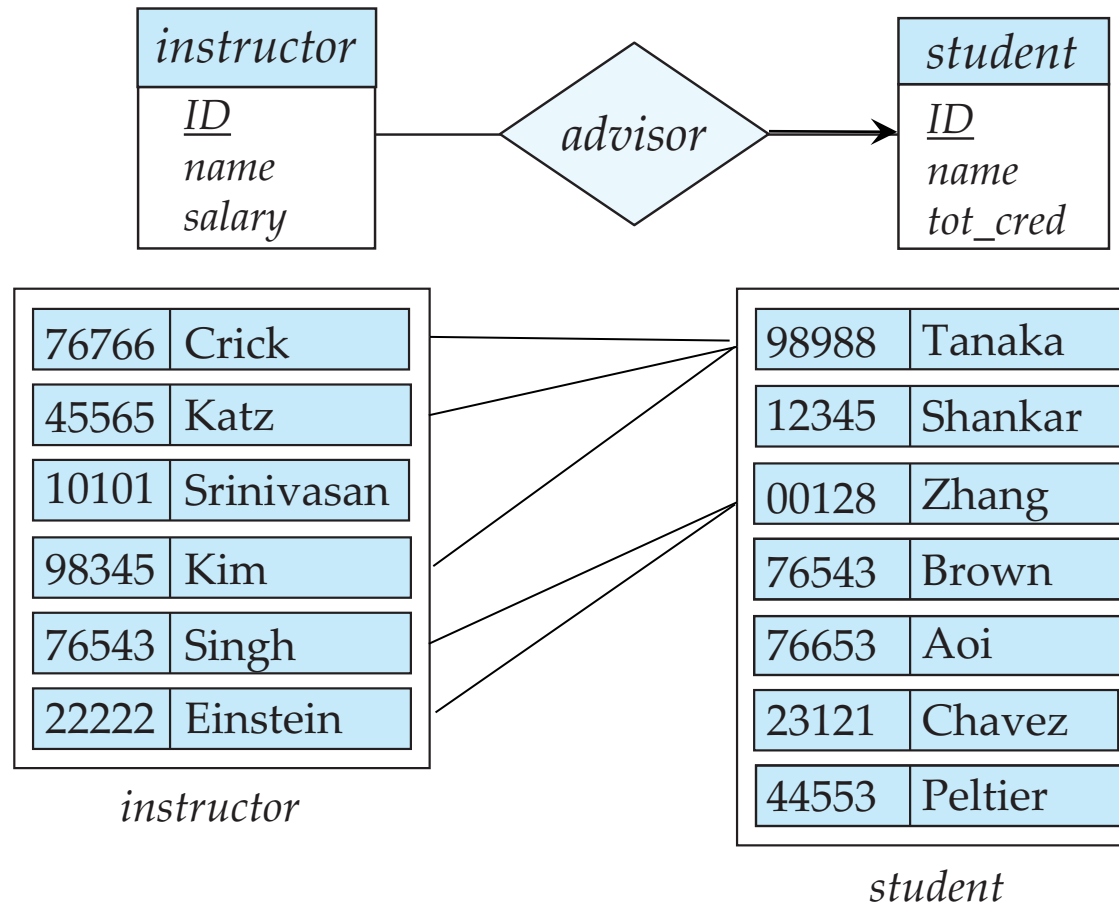 instructor
ID
name
salary
advisor
student
ID
name
tot_cred
76766 Crick
45565 Katz
10101 Srinivasan
98345 Kim
76543 Singh
22222 Einstein
instructor
98988 Tanaka
12345 Shankar
00128 Zhang
76543 Brown
76653 Aoi
23121 Chavez
44553 Peltier
student